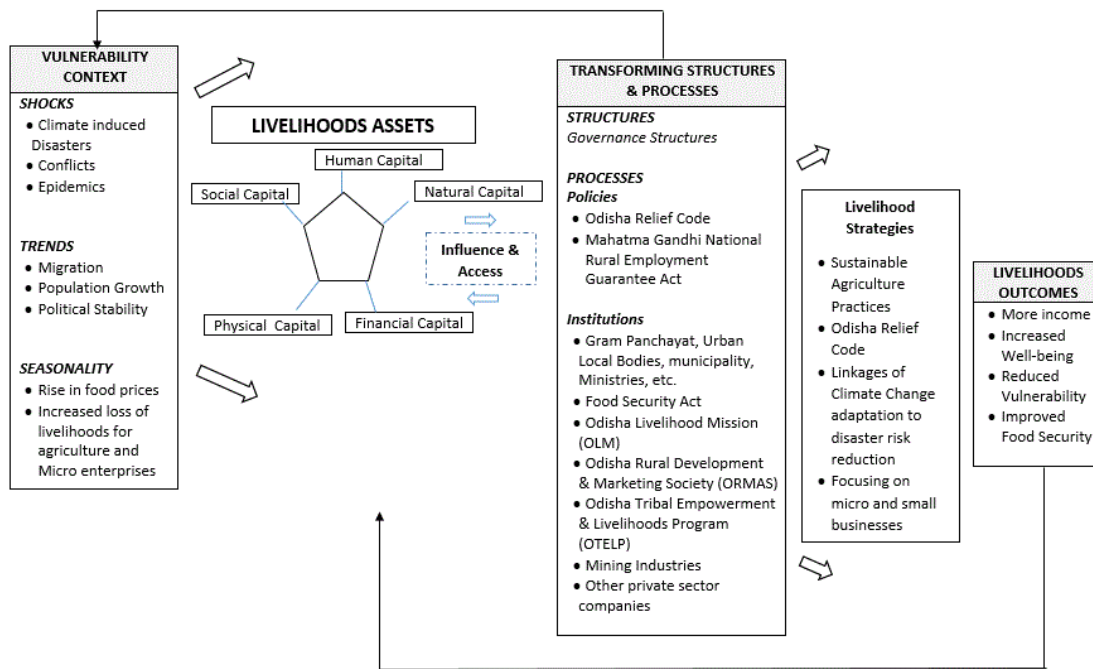 VULNERABILITY
CONTEXT
SHOCKS
• Climate induced
Disasters
• Conflicts
• Epidemics
TRENDS
• Migration
• Population Growth
• Political Stability
SEASONALITY
• Rise in food prices
• Increased loss of
livelihoods for
agriculture and
Micro enterprises
LIVELIHOODS ASSETS
Human Capital
Social Capital
Natural Capital
Influence &
Access
Physical Capital
Financial Capital
TRANSFORMING STRUCTURES
& PROCESSES
STRUCTURES
Governance Structures
PROCESSES
Policies
• Odisha Relief Code
• Mahatma Gandhi National
Rural Employment
Guarantee Act
Institutions
• Gram Panchayat, Urban
Local Bodies, municipality,
Ministries, etc.
• Food Security Act
• Odisha Livelihood Mission
(OLM)
• Odisha Rural Development
& Marketing Society (ORMAS)
• Odisha Tribal Empowerment
& Livelihoods Program
(OTELP)
• Mining Industries
• Other private sector
companies
Livelihood
Strategies
• Sustainable
Agriculture
Practices
• Odisha Relief
Code
• Linkages of
Climate Change
adaptation to
disaster risk
reduction
• Focusing on
micro and small
businesses
LIVELIHOODS
OUTCOMES
• More income
• Increased
Well-being
• Reduced
Vulnerability
• Improved
Food Security